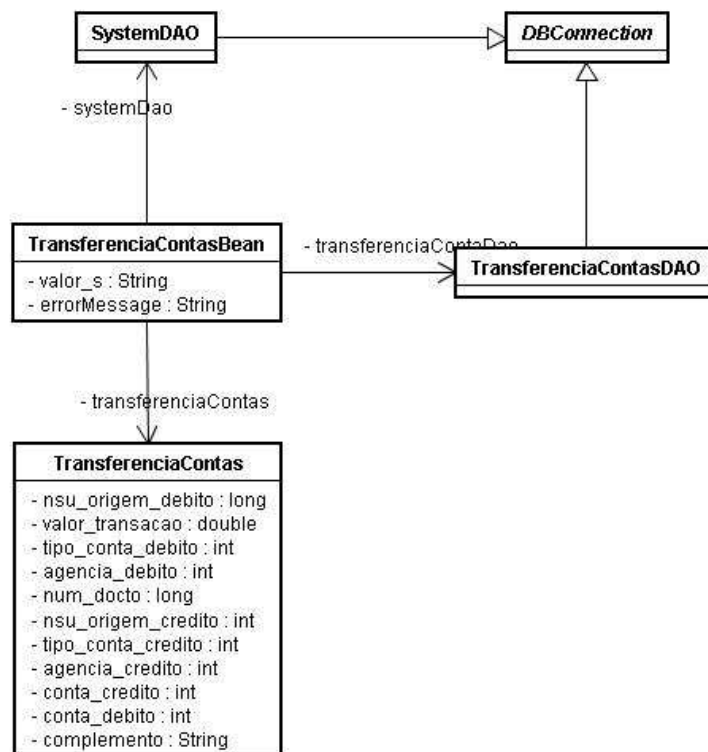 SystemDAO
DBConnection
- systemDao
TransferenciaContasBean
- valor_s : String
- errorMessage : String
- transferenciaContaDao
TransferenciaContasDAO
- transferenciaContas
TransferenciaContas
- nsu_origem_debito : long
- valor_transacao : double
- tipo_conta_debito : int
- agencia_debito : int
- num_docto : long
- nsu_origem_credito : int
- tipo_conta_credito : int
- agencia_credito : int
- conta_credito : int
- conta_debito : int
- complemento : String